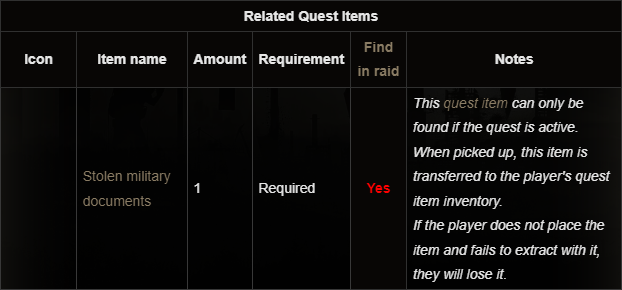 Related Quest Items
Icon
Item name
Amount
Requirement
Find
in raid
Notes
Stolen military
documents
1
Required
Yes
This quest item can only be
found if the quest is active.
When picked up, this item is
transferred to the player's quest
item inventory.
If the player does not place the
item and fails to extract with it,
they will lose it.